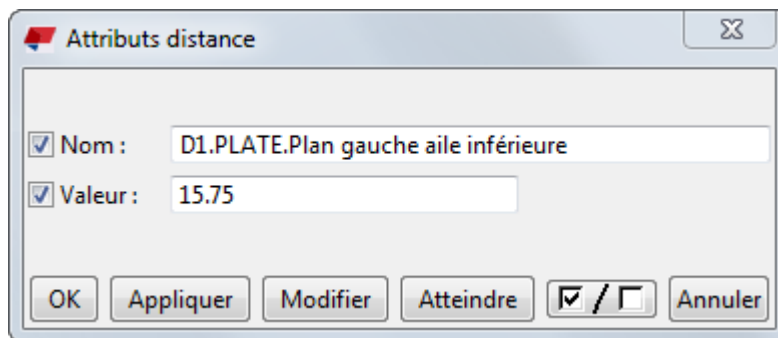 Attributs distance
Nom : D1.PLATE.Plan gauche aile inférieure
Valeur : 15.75
OK Appliquer Modifier Atteindre / Annuler